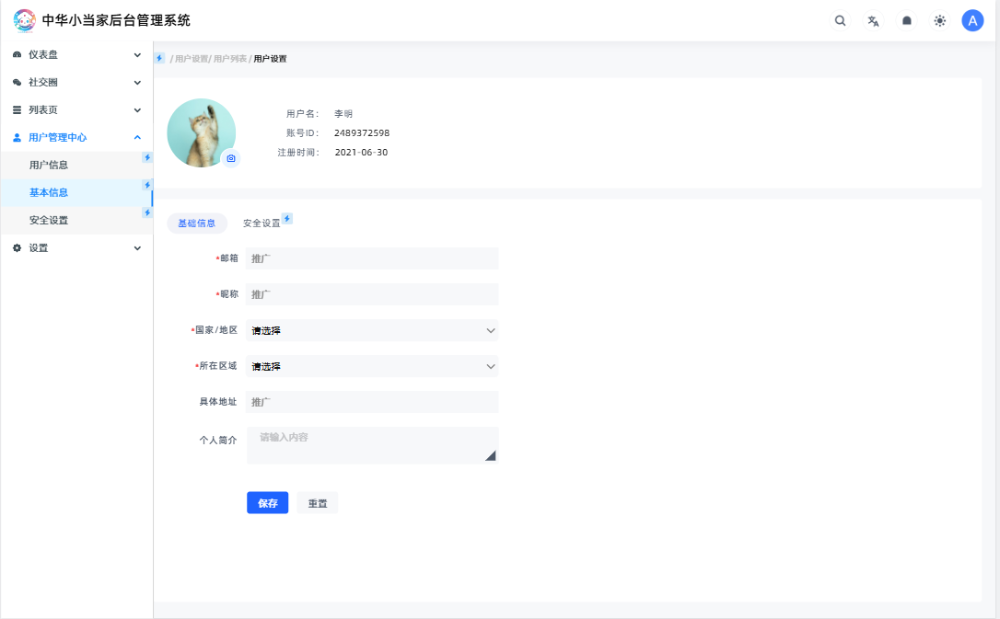 中华小当家后台管理系统
A
仪表盘
社交圈
列表页
用户管理中心
用户信息
基本信息
安全设置
设置
/ 用户设置/ 用户列表 / 用户设置
用户名： 李明
账号ID： 2489372598
注册时间： 2021-06-30
基础信息 安全设置
*邮箱 推广
*昵称 推广
*国家/地区 请选择
*所在区域 请选择
具体地址 推广
个人简介 请输入内容
保存 重置